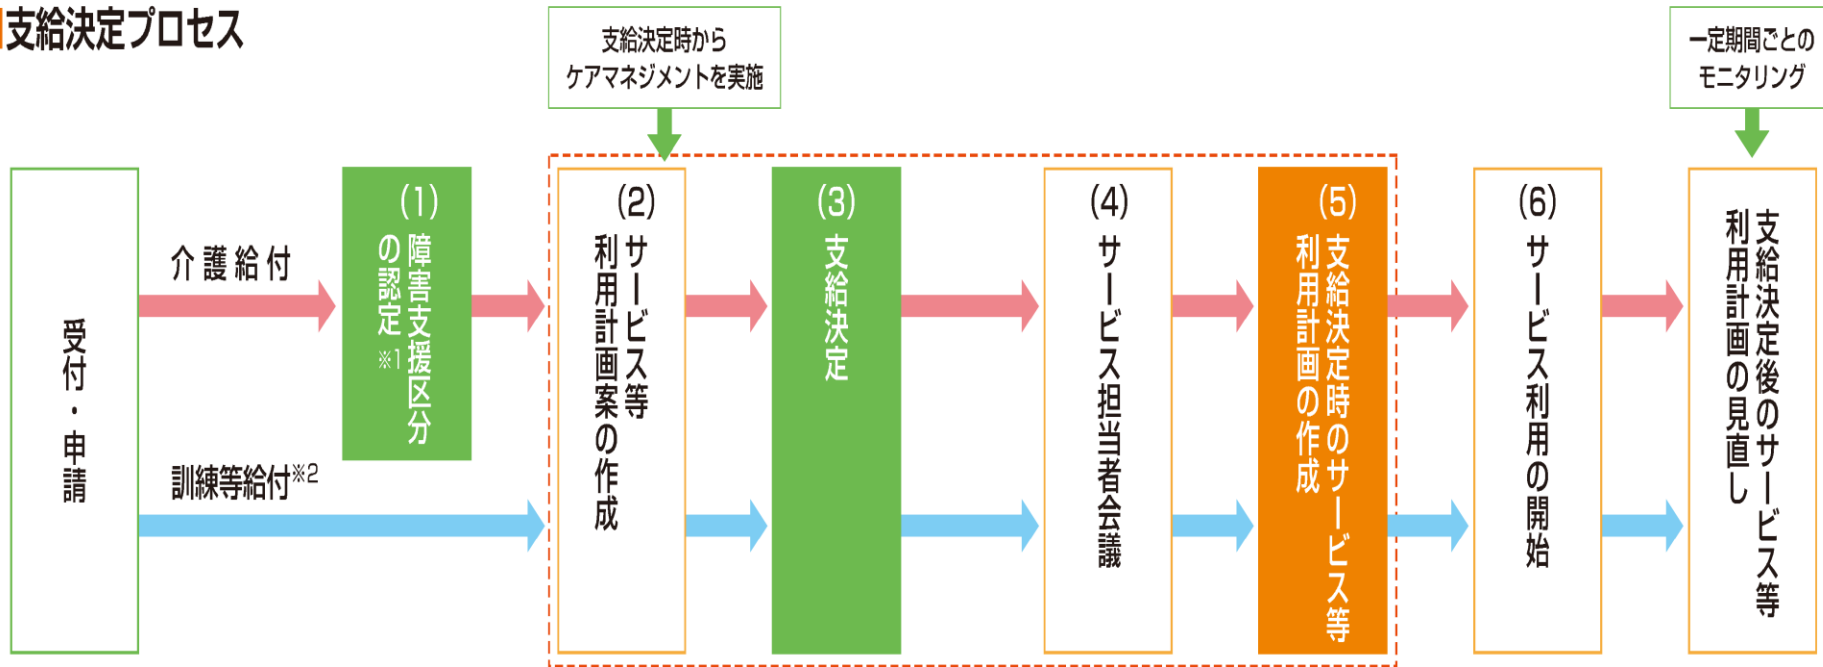 支給決定プロセス
支給決定時から
ケアマネジメントを実施
一定期間ごとの
モニタリング
受付・申請
介護給付
訓練等給付※2
(1)
障害支援区分
の認定※1
(2)
サービス等
利用計画案の作成
(3)
支給決定
(4)
サービス担当者会議
(5)
支給決定時のサービス等
利用計画の作成
(6)
サービス利用の開始
支給決定後のサービス等
利用計画の見直し